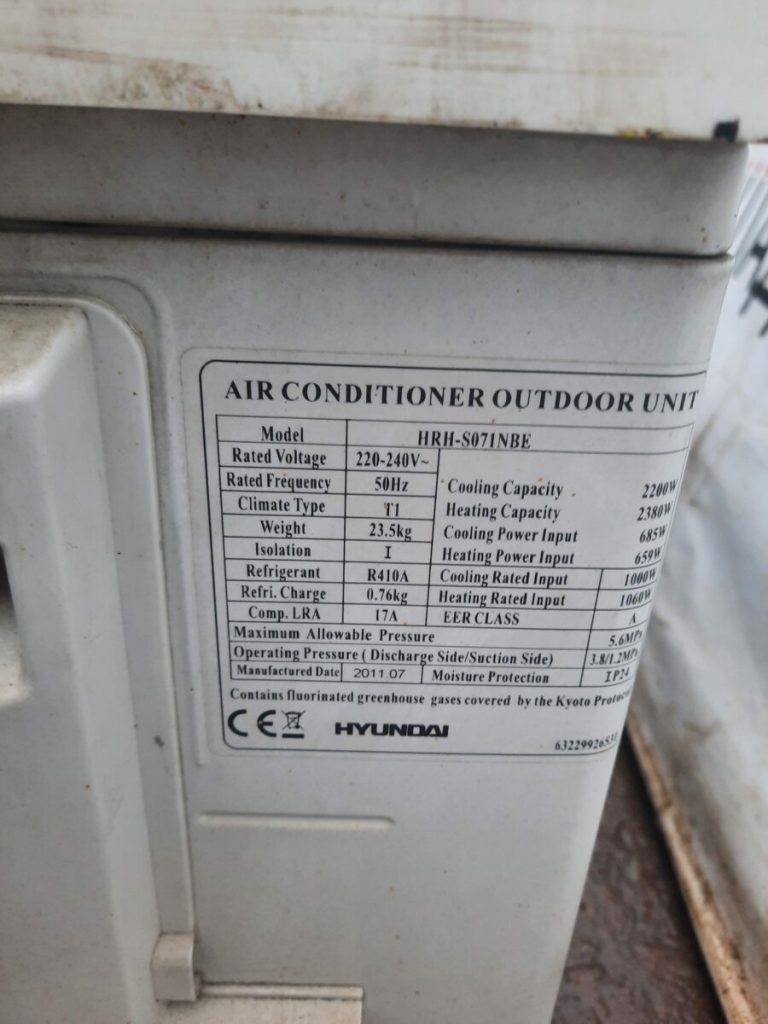 AIR CONDITIONER OUTDOOR UNIT
Model HRH-S071NBE
Rated Voltage 220-240V~
Rated Frequency 50Hz Cooling Capacity 2200W
Climate Type T1 Heating Capacity 2380W
Weight 23.5kg Cooling Power Input 685W
Isolation I Heating Power Input 659W
Refrigerant R410A Cooling Rated Input 1000W
Refri. Charge 0.76kg Heating Rated Input 1060W
Comp. LRA 17A EER CLASS A
Maximum Allowable Pressure 5.6MPa
Operating Pressure ( Discharge Side/Suction Side) 3.8/1.2MPa
Manufactured Date 2011.07 Moisture Protection IP24
Contains fluorinated greenhouse gases covered by the Kyoto
CE HYUNDAI